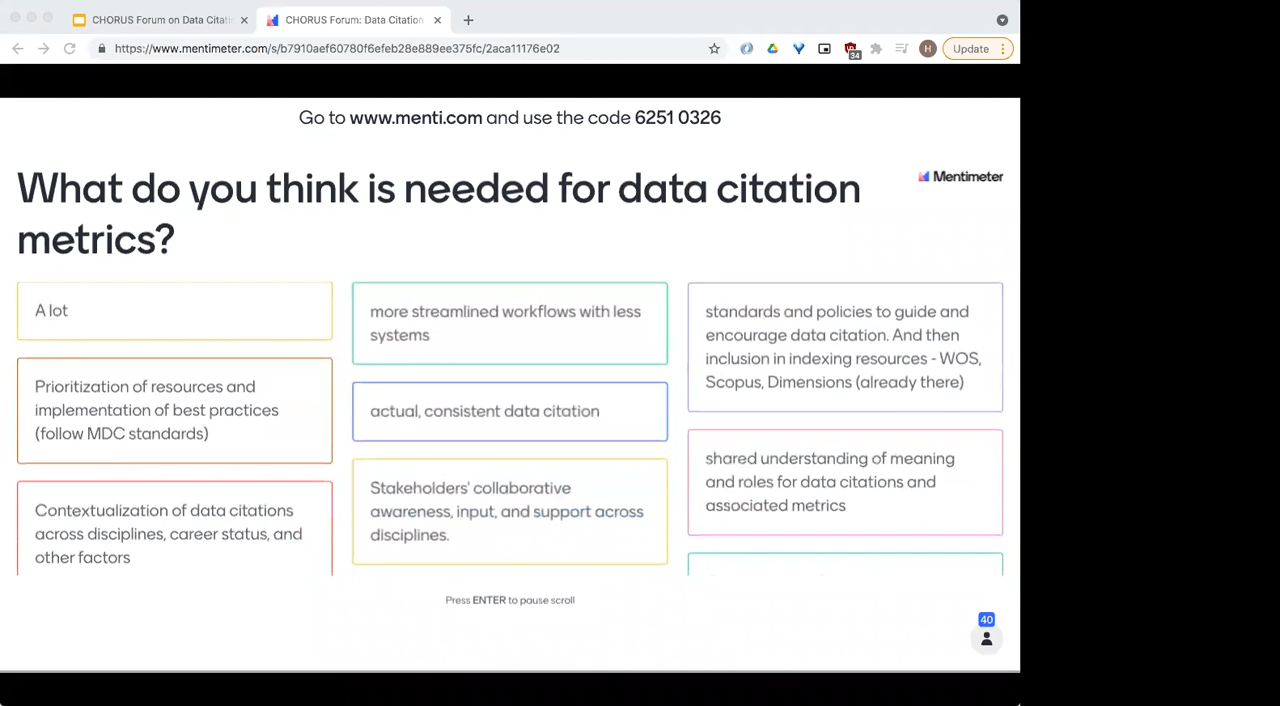 CHORUS Forum on Data Citati
CHORUS Forum: Data Citation
https://www.mentimeter.com/s/b7910aef60780f6efeb28e889ee375fc/2aca11176e02
34
H
Update
Go to www.menti.com and use the code 6251 0326
What do you think is needed for data citation
metrics?
Mentimeter
A lot
Prioritization of resources and
implementation of best practices
(follow MDC standards)
Contextualization of data citations
across disciplines, career status, and
other factors
more streamlined workflows with less
systems
actual, consistent data citation
Stakeholders' collaborative
awareness, input, and support across
disciplines.
standards and policies to guide and
encourage data citation. And then
inclusion in indexing resources - WOS,
Scopus, Dimensions (already there)
shared understanding of meaning
and roles for data citations and
associated metrics
Press ENTER to pause scroll
40